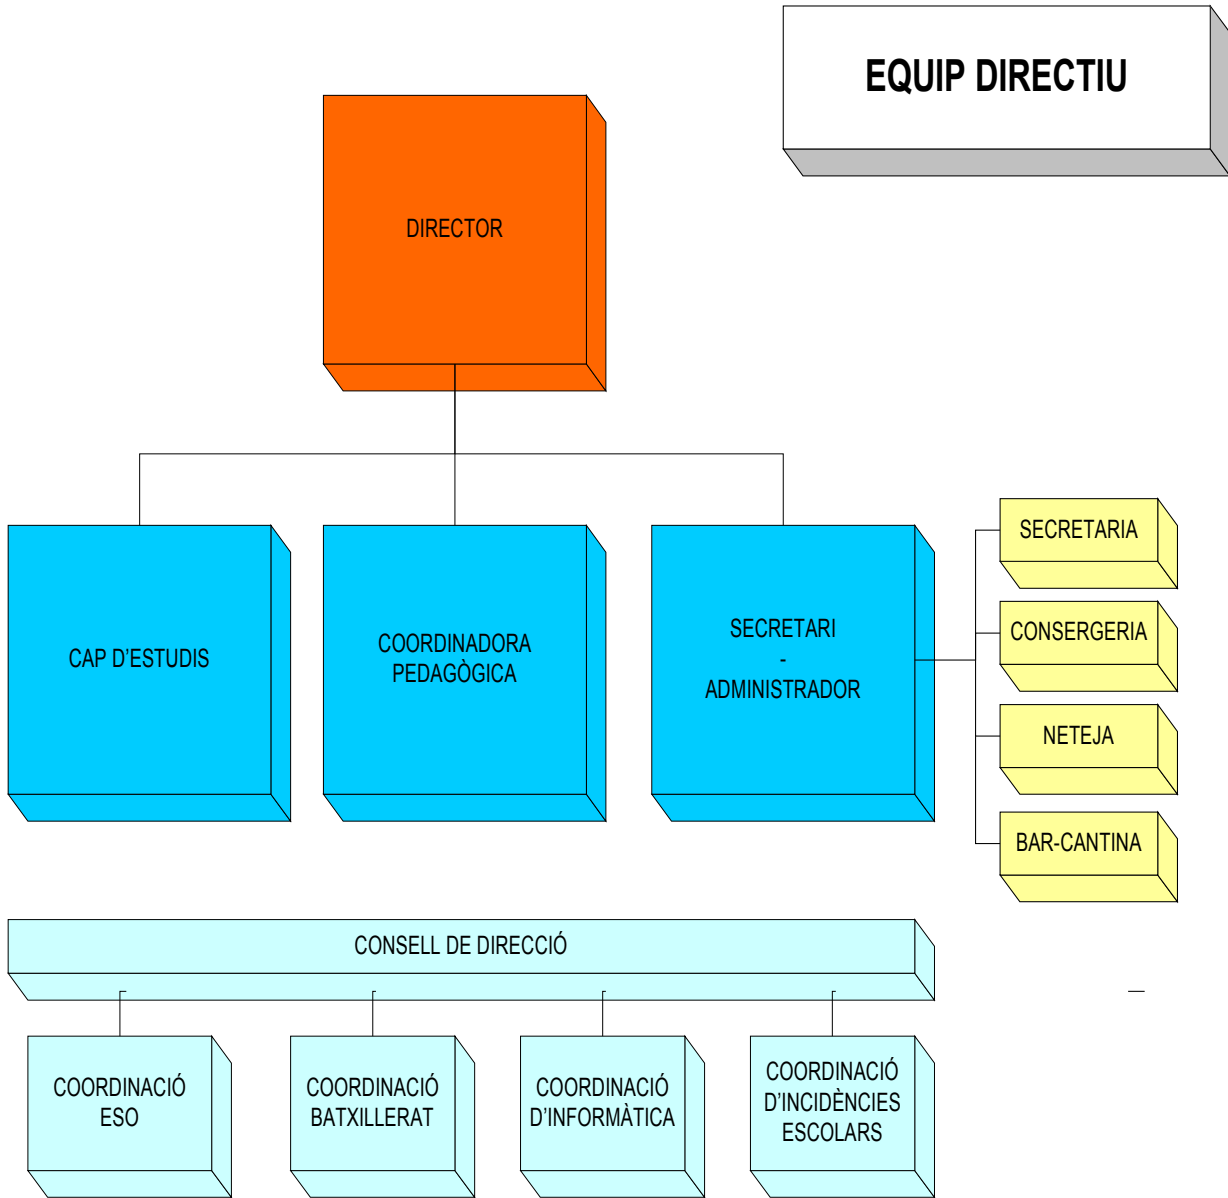 EQUIP DIRECTIU
DIRECTOR
CAP D'ESTUDIS
COORDINADORA
PEDAGÒGICA
SECRETARI
-
ADMINISTRADOR
SECRETARIA
CONSERGERIA
NETEJA
BAR-CANTINA
CONSELL DE DIRECCIÓ
COORDINACIÓ
ESO
COORDINACIÓ
BATXILLERAT
COORDINACIÓ
D'INFORMÀTICA
COORDINACIÓ
D'INCIDÈNCIES
ESCOLARS